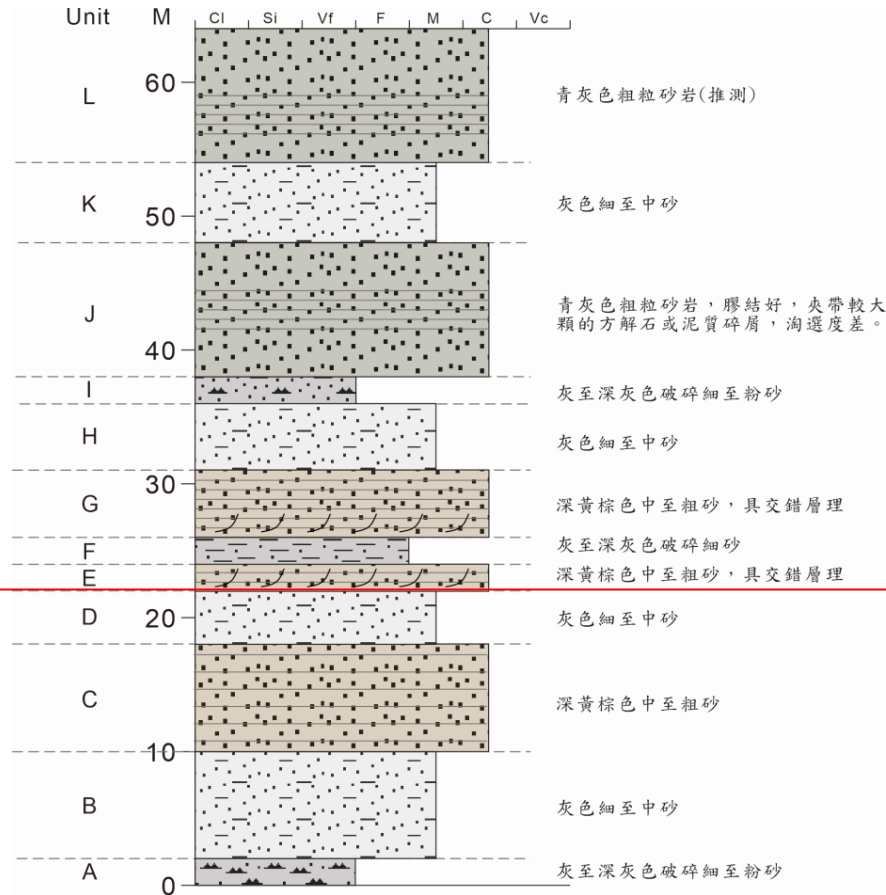 Unit M Cl Si Vf F M C Vc
60
L 青灰色粗粒砂岩(推測)
K 灰色細至中砂
50
J 青灰色粗粒砂岩，膠結好，夾帶較大
顆的方解石或泥質碎屑，淘選度差。
40
I 灰至深灰色破碎細至粉砂
H 灰色細至中砂
30
G 深黃棕色中至粗砂，具交錯層理
F 灰至深灰色破碎細砂
E 深黃棕色中至粗砂，具交錯層理
20
D 灰色細至中砂
C 深黃棕色中至粗砂
10
B 灰色細至中砂
A 灰至深灰色破碎細至粉砂
0